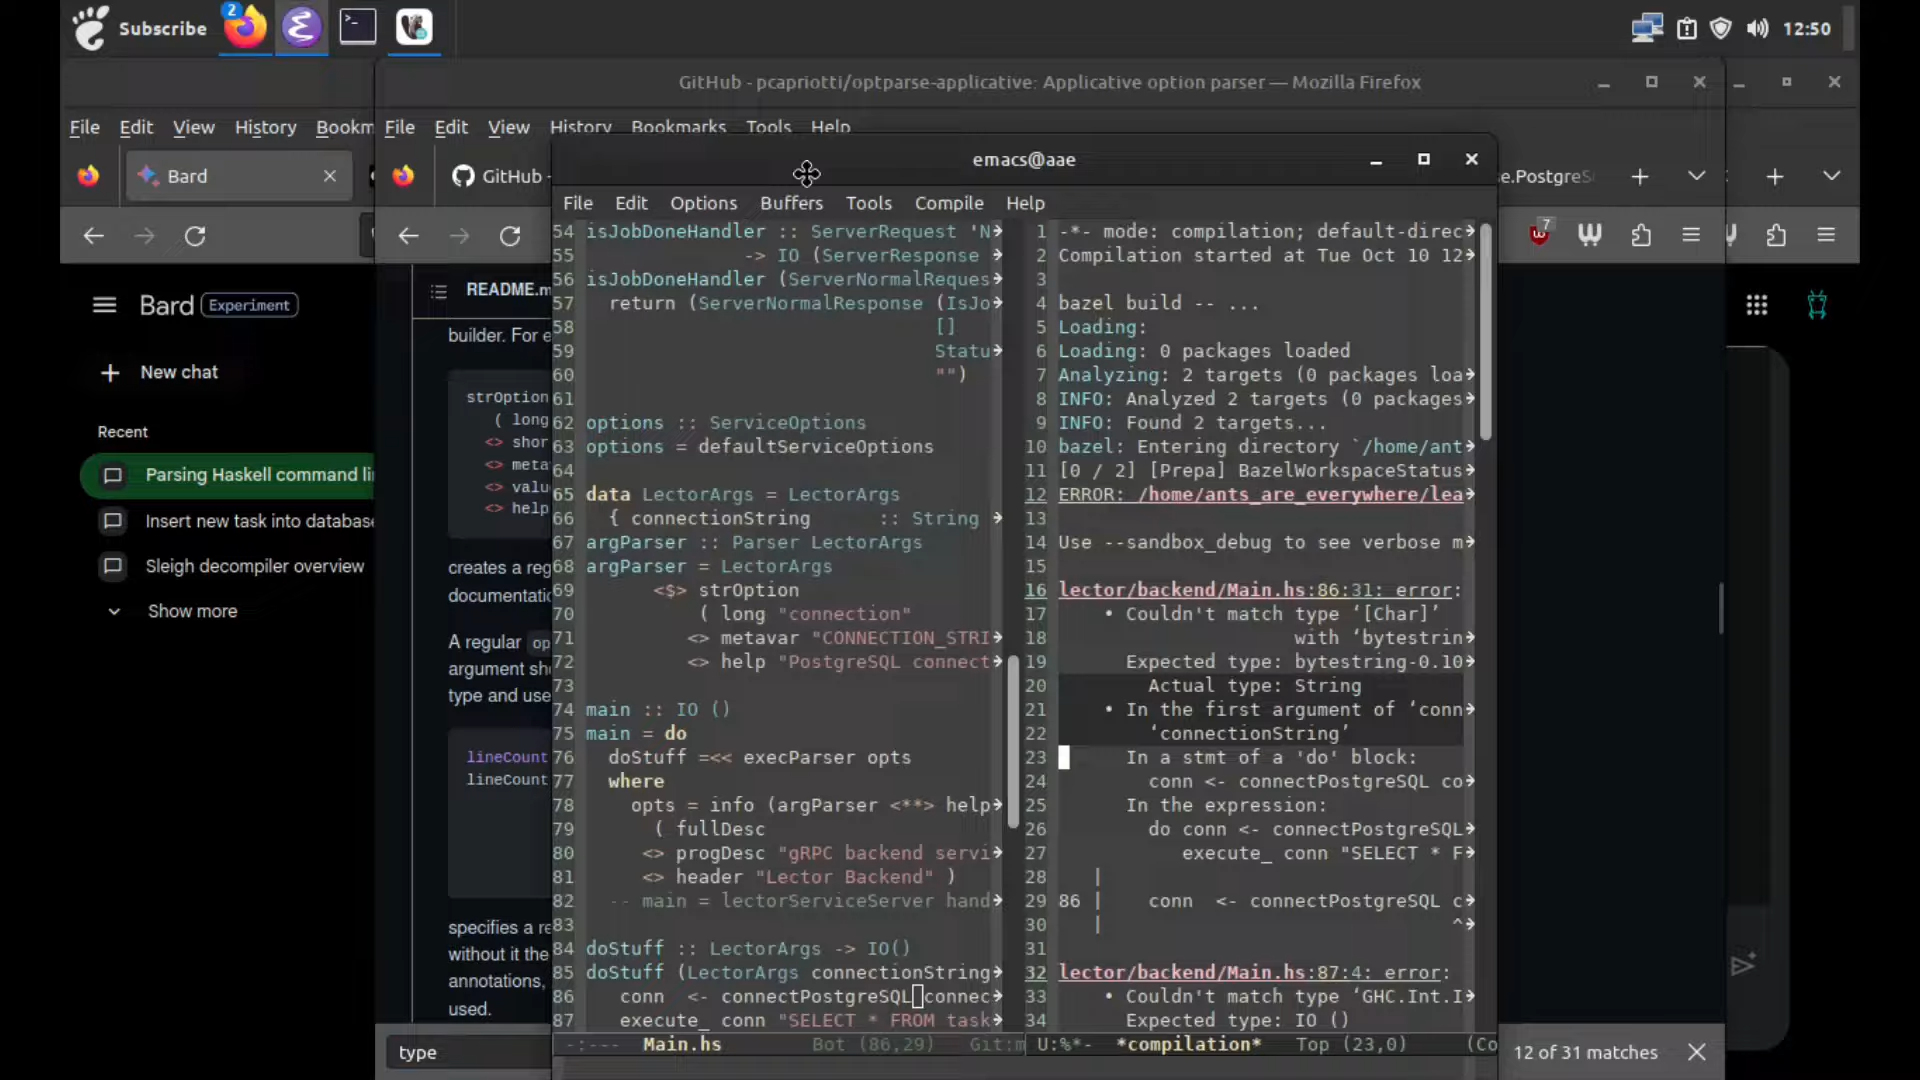 Subscribe
2
12:50
GitHub - pcapriotti/optparse-applicative: Applicative option parser — Mozilla Firefox
File Edit View History Bookm
File Edit View History Bookmarks Tools Help
Bard
GitHub -
e.PostgreS
emacs@aae
File Edit Options Buffers Tools Compile Help
7
Bard Experiment
New chat
Recent
Parsing Haskell command li
Insert new task into database
Sleigh decompiler overview
Show more
README.m
builder. For e
strOption
( long
<> shor
<> meta
<> valu
<> help
creates a reg
documentatio
A regular op
argument sho
type and use
lineCount
lineCount
specifies a re
without it the
annotations,
used.
type
54 isJobDoneHandler :: ServerRequest 'N
55 -> IO (ServerResponse
56 isJobDoneHandler (ServerNormalReques
57 return (ServerNormalResponse (IsJo
58 []
59 Statu
60 "")
61
62 options :: ServiceOptions
63 options = defaultServiceOptions
64
65 data LectorArgs = LectorArgs
66 { connectionString :: String
67 argParser :: Parser LectorArgs
68 argParser = LectorArgs
69 <$> strOption
70 ( long "connection"
71 <> metavar "CONNECTION_STRI
72 <> help "PostgreSQL connect
73
74 main :: IO ()
75 main = do
76 doStuff =<< execParser opts
77 where
78 opts = info (argParser <**> help
79 ( fullDesc
80 <> progDesc "gRPC backend servi
81 <> header "Lector Backend" )
82 -- main = lectorServiceServer hand
83
84 doStuff :: LectorArgs -> IO()
85 doStuff (LectorArgs connectionString
86 conn <- connectPostgreSQL connec
87 execute_ conn "SELECT * FROM task
-:--- Main.hs Bot (86,29) Git:m
1 -*- mode: compilation; default-direc
2 Compilation started at Tue Oct 10 12
3
4 bazel build -- ...
5 Loading:
6 Loading: 0 packages loaded
7 Analyzing: 2 targets (0 packages loa
8 INFO: Analyzed 2 targets (0 packages
9 INFO: Found 2 targets...
10 bazel: Entering directory `/home/ant
11 [0 / 2] [Prepa] BazelWorkspaceStatus
12 ERROR: /home/ants_are_everywhere/lea
13
14 Use --sandbox_debug to see verbose m
15
16 lector/backend/Main.hs:86:31: error:
17 • Couldn't match type ‘[Char]’
18 with ‘bytestrin
19 Expected type: bytestring-0.10
20 Actual type: String
21 • In the first argument of ‘conn
22 ‘connectionString’
23 In a stmt of a 'do' block:
24 conn <- connectPostgreSQL co
25 In the expression:
26 do conn <- connectPostgreSQL
27 execute_ conn "SELECT * F
28 |
29 86 | conn <- connectPostgreSQL c
30 | ^
31
32 lector/backend/Main.hs:87:4: error:
33 • Couldn't match type ‘GHC.Int.I
34 Expected type: IO ()
U:%*- *compilation* Top (23,0) (Co
12 of 31 matches